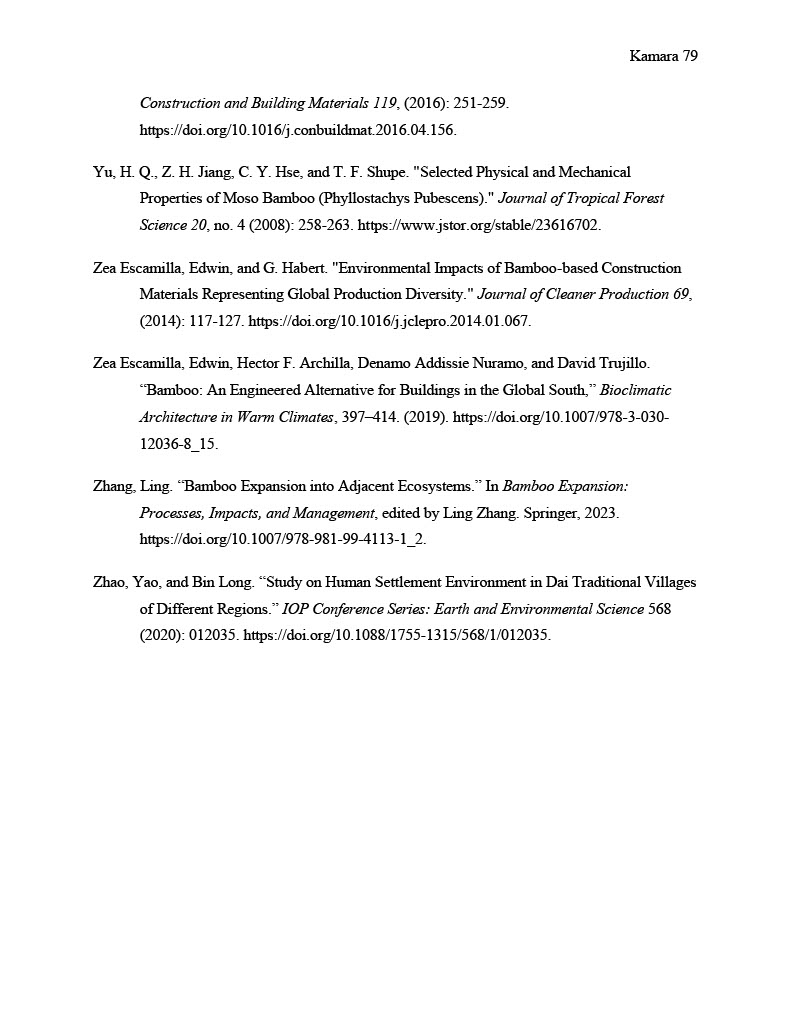 Kamara 79
Construction and Building Materials 119, (2016): 251-259.
https://doi.org/10.1016/j.conbuildmat.2016.04.156.
Yu, H. Q., Z. H. Jiang, C. Y. Hse, and T. F. Shupe. "Selected Physical and Mechanical
Properties of Moso Bamboo (Phyllostachys Pubescens)." Journal of Tropical Forest
Science 20, no. 4 (2008): 258-263. https://www.jstor.org/stable/23616702.
Zea Escamilla, Edwin, and G. Habert. "Environmental Impacts of Bamboo-based Construction
Materials Representing Global Production Diversity." Journal of Cleaner Production 69,
(2014): 117-127. https://doi.org/10.1016/j.jclepro.2014.01.067.
Zea Escamilla, Edwin, Hector F. Archilla, Denamo Addissie Nuramo, and David Trujillo.
“Bamboo: An Engineered Alternative for Buildings in the Global South,” Bioclimatic
Architecture in Warm Climates, 397–414. (2019). https://doi.org/10.1007/978-3-030-
12036-8_15.
Zhang, Ling. “Bamboo Expansion into Adjacent Ecosystems.” In Bamboo Expansion:
Processes, Impacts, and Management, edited by Ling Zhang. Springer, 2023.
https://doi.org/10.1007/978-981-99-4113-1_2.
Zhao, Yao, and Bin Long. “Study on Human Settlement Environment in Dai Traditional Villages
of Different Regions.” IOP Conference Series: Earth and Environmental Science 568
(2020): 012035. https://doi.org/10.1088/1755-1315/568/1/012035.